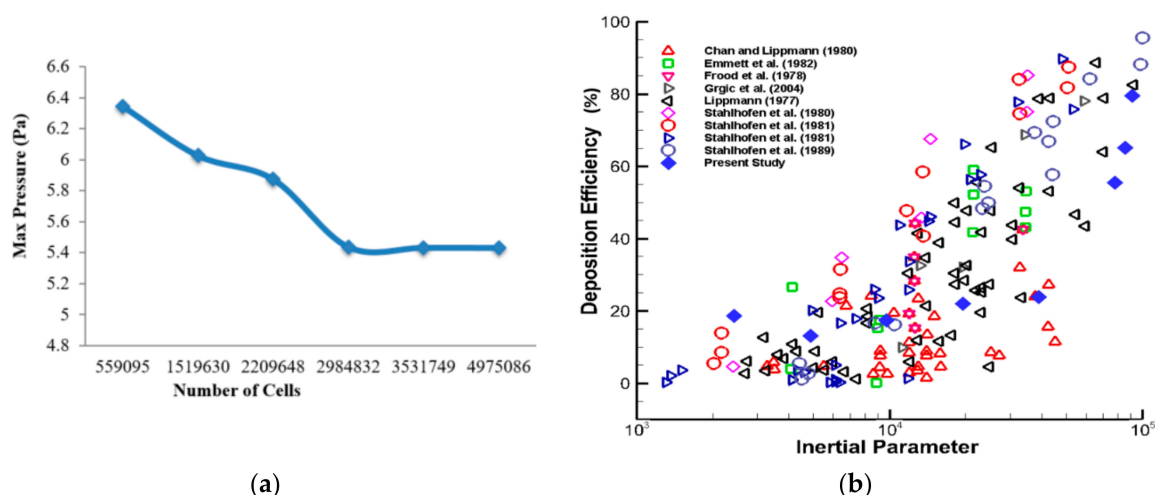 6.6
6.4
6.2
6
5.8
5.6
5.4
5.2
5
4.8
Max Pressure (Pa)
5590095 1519630 2209648 2984832 3531749 4975086
Number of Cells
(a)
100
80
60
40
20
0
Deposition Efficiency (%)
Chan and Lippmann (1980)
Emmett et al. (1982)
Frood et al. (1978)
Grgic et al. (2004)
Lippmann (1977)
Stahlhofen et al. (1980)
Stahlhofen et al. (1981)
Stahlhofen et al. (1981)
Stahlhofen et al. (1989)
Present Study
10³ 10⁴ 10⁵
Inertial Parameter
(b)